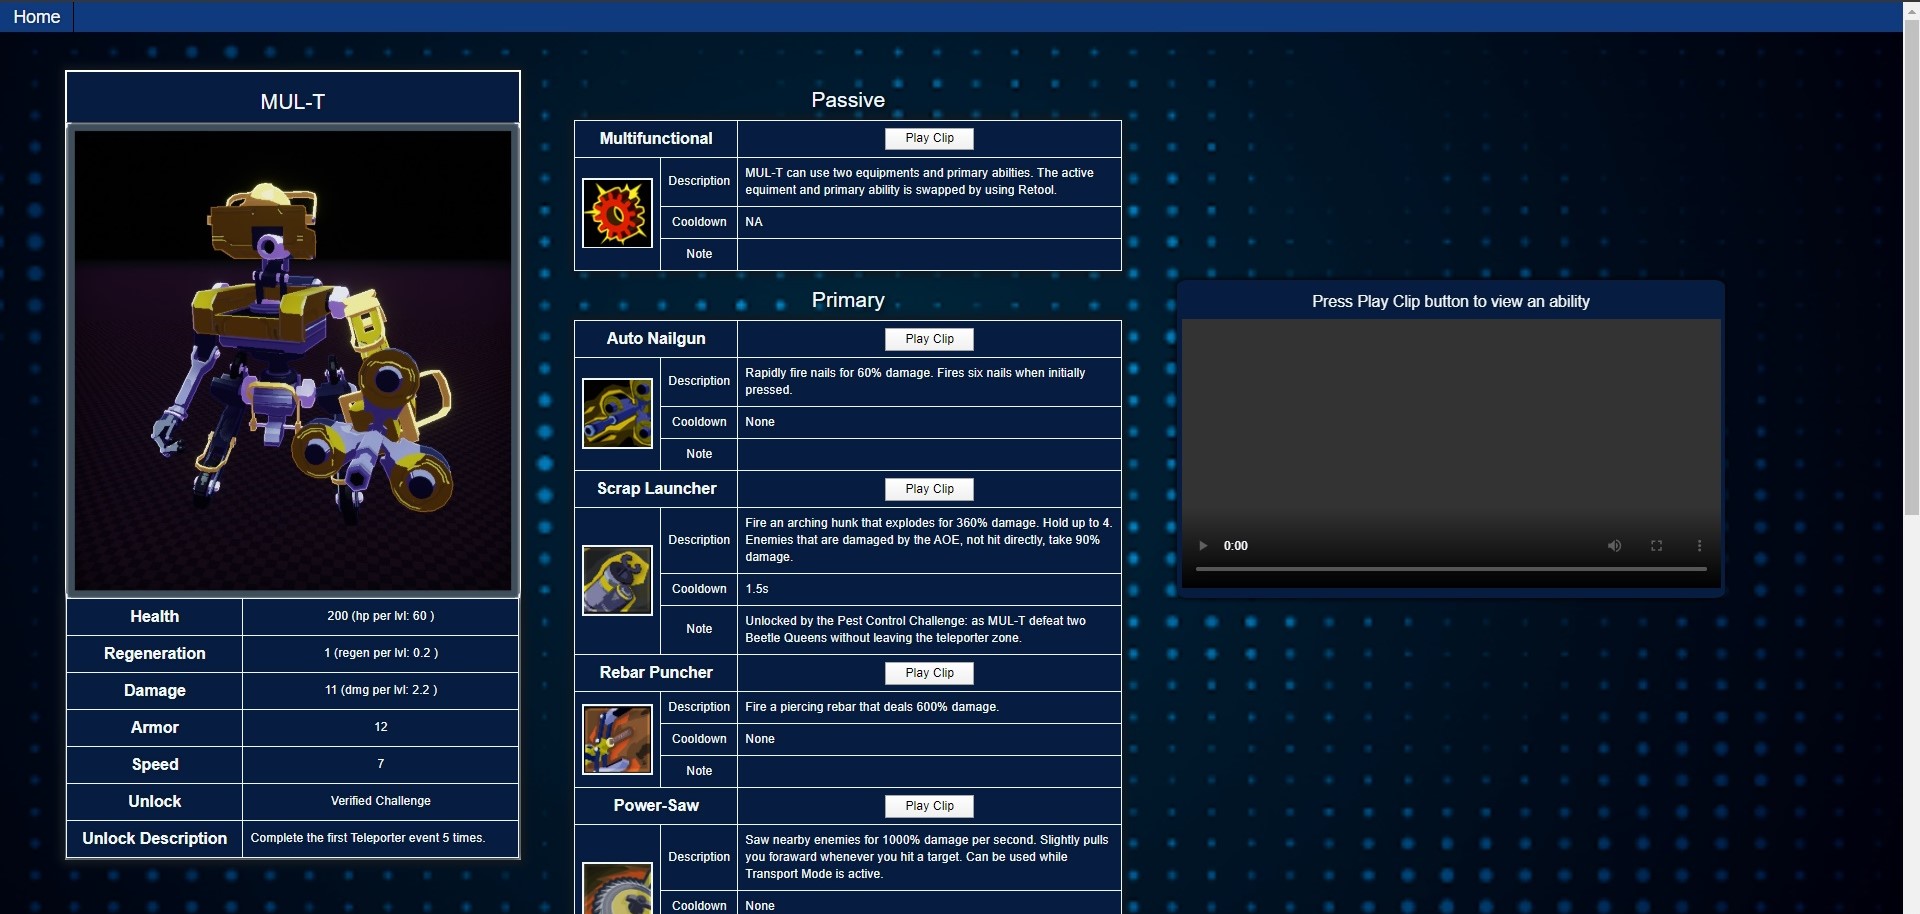 Home
MUL-T
Health 200 (hp per lvl: 60 )
Regeneration 1 (regen per lvl: 0.2 )
Damage 11 (dmg per lvl: 2.2 )
Armor 12
Speed 7
Unlock Verified Challenge
Unlock Description Complete the first Teleporter event 5 times.
Passive
Multifunctional Play Clip
Description
MUL-T can use two equipments and primary abilties. The active
equiment and primary ability is swapped by using Retool.
Cooldown NA
Note
Primary
Auto Nailgun Play Clip
Description
Rapidly fire nails for 60% damage. Fires six nails when initially
pressed.
Cooldown None
Note
Scrap Launcher Play Clip
Description
Fire an arching hunk that explodes for 360% damage. Hold up to 4.
Enemies that are damaged by the AOE, not hit directly, take 90%
damage.
Cooldown 1.5s
Note
Unlocked by the Pest Control Challenge: as MUL-T defeat two
Beetle Queens without leaving the teleporter zone.
Rebar Puncher Play Clip
Description Fire a piercing rebar that deals 600% damage.
Cooldown None
Note
Power-Saw Play Clip
Description
Saw nearby enemies for 1000% damage per second. Slightly pulls
you foraward whenever you hit a target. Can be used while
Transport Mode is active.
Cooldown None
Press Play Clip button to view an ability
0:00